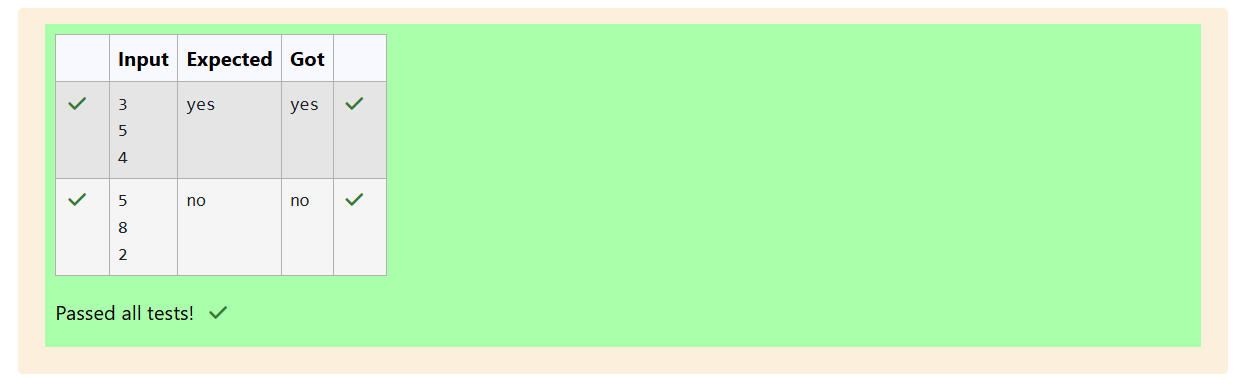 Input Expected Got
3 yes yes
5
4
5 no no
8
2
Passed all tests!